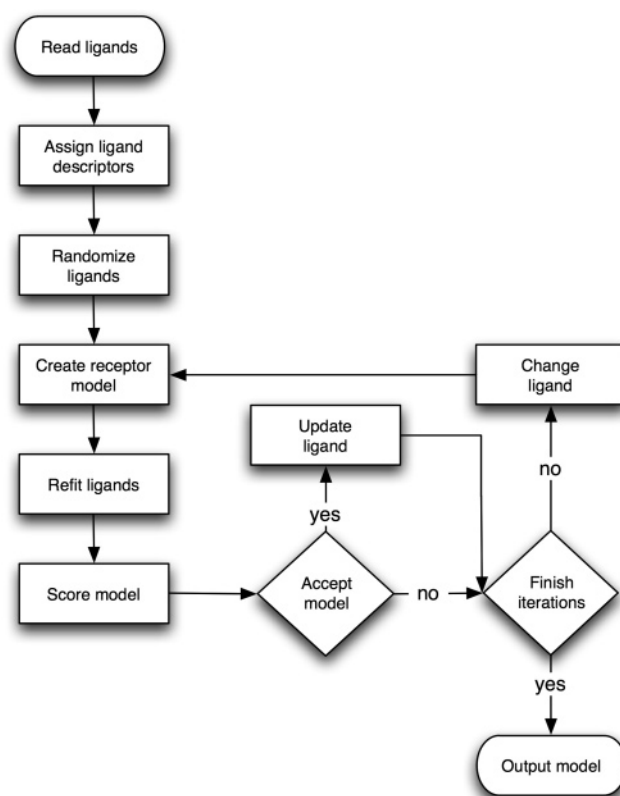 Read ligands
Assign ligand
descriptors
Randomize
ligands
Create receptor
model
Change
ligand
Update
ligand
no
Refit ligands
yes
Score model
Accept
model
no
Finish
iterations
yes
Output model